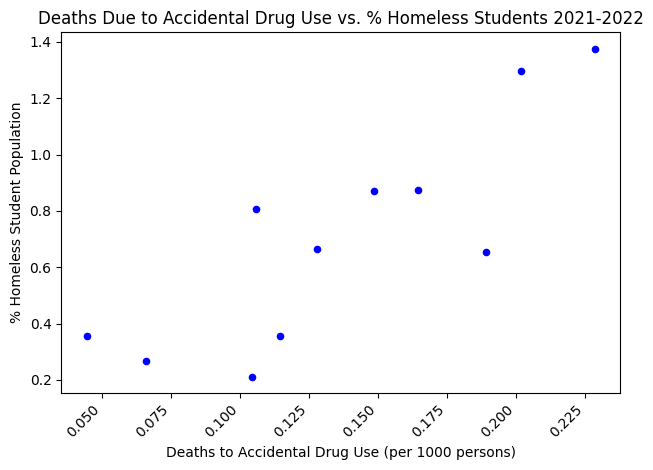 Deaths Due to Accidental Drug Use vs. % Homeless Students 2021-2022
1.4
1.2
1.0
0.8
0.6
0.4
0.2
% Homeless Student Population
0.050 0.075 0.100 0.125 0.150 0.175 0.200 0.225
Deaths to Accidental Drug Use (per 1000 persons)